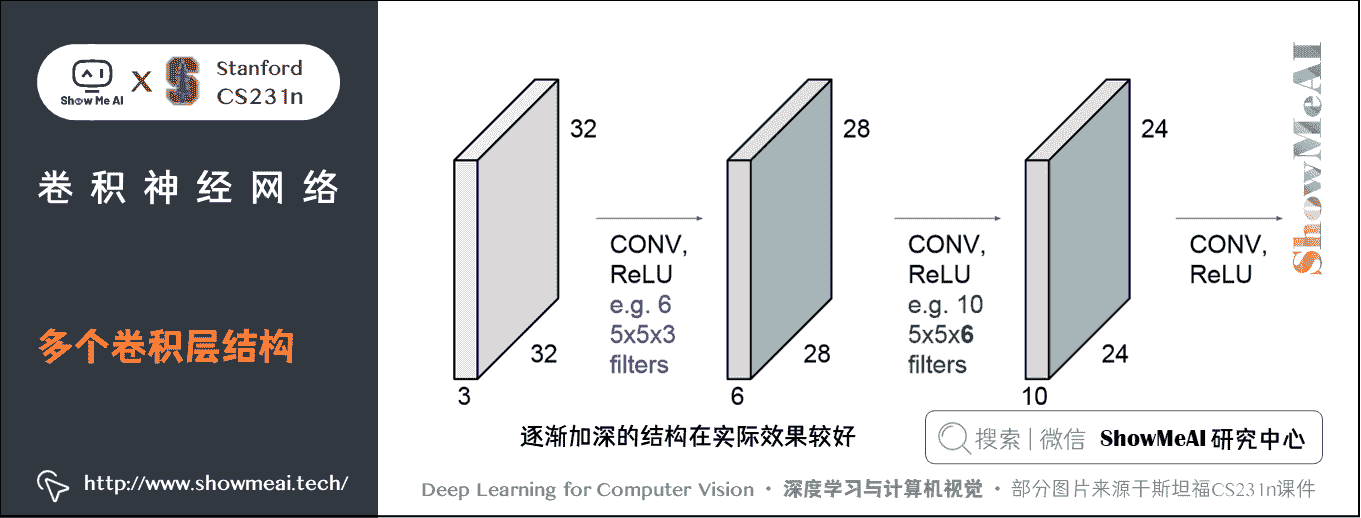 Show Me AI
X
Stanford
CS231n
卷积神经网络
多个卷积层结构
http://www.showmeai.tech/
32
32
3
CONV,
ReLU
e.g. 6
5x5x3
filters
28
28
6
CONV,
ReLU
e.g. 10
5x5x6
filters
24
24
10
CONV,
ReLU
ShowMeAI
逐渐加深的结构在实际效果较好
搜索 | 微信 ShowMeAI 研究中心
Deep Learning for Computer Vision · 深度学习与计算机视觉 · 部分图片来源于斯坦福CS231n课件